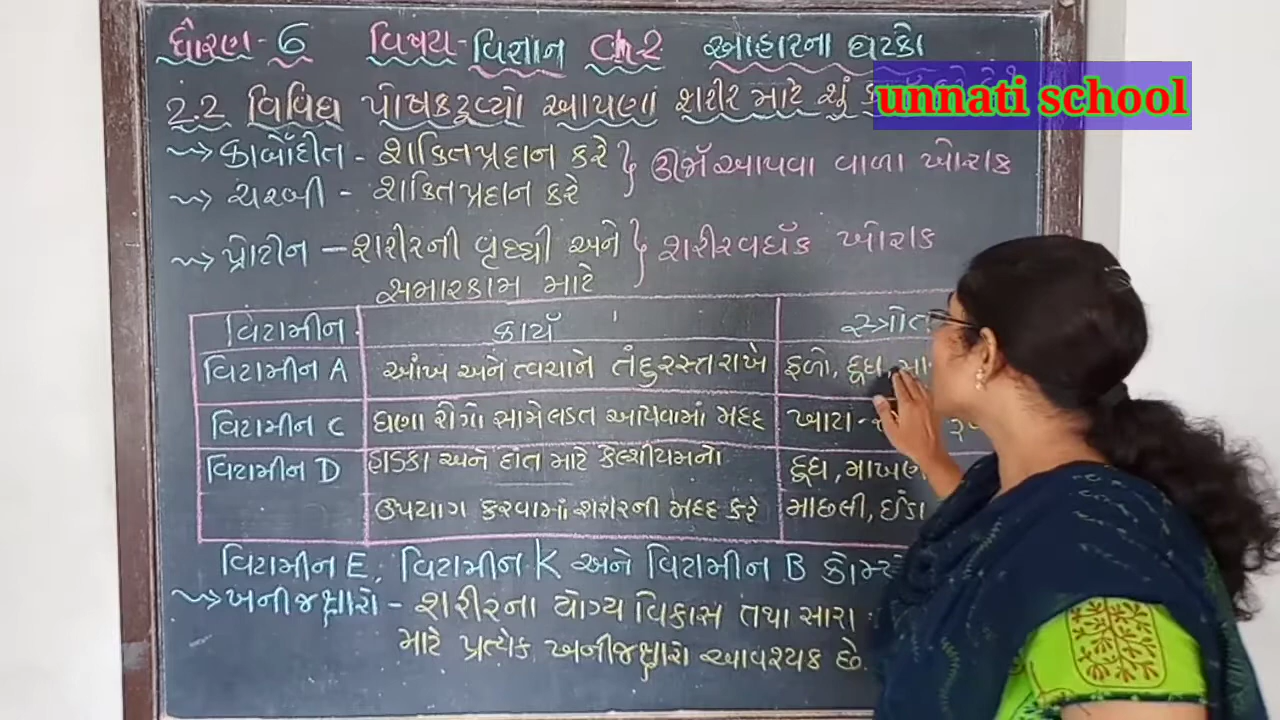 ધોરણ-6 વિષય-વિજ્ઞાન Ch 2 આહારના ઘટકો
2.2 વિવિધ પોષકદ્રવ્યો આપણાં શરીર માટે શું
unnati school
કાર્બોદીત - શક્તિપ્રદાન કરે
ઊર્જા આપવા વાળા ખોરાક
ચરબી - શક્તિપ્રદાન કરે
પ્રોટીન - શરીરની વૃધ્ધી અને
શરીરવર્ધક ખોરાક
સમારકામ માટે
વિટામીન કાર્ય સ્ત્રોત
વિટામીન A આંખ અને ત્વચાને તંદુરસ્ત રાખે ફળો, દૂધ,
વિટામીન C ઘણા રોગો સામે લડત આપવામાં મદદ ખાટા
વિટામીન D હાડકા અને દાંત માટે કેલ્શીયમનો દૂધ, માખણ
ઉપયોગ કરવામાં શરીરની મદદ કરે માછલી, ઈંડા
વિટામીન E, વિટામીન K અને વિટામીન B
ખનીજક્ષારો - શરીરના યોગ્ય વિકાસ તથા સારા
માટે પ્રત્યેક ખનીજક્ષારો આવશ્યક છે.